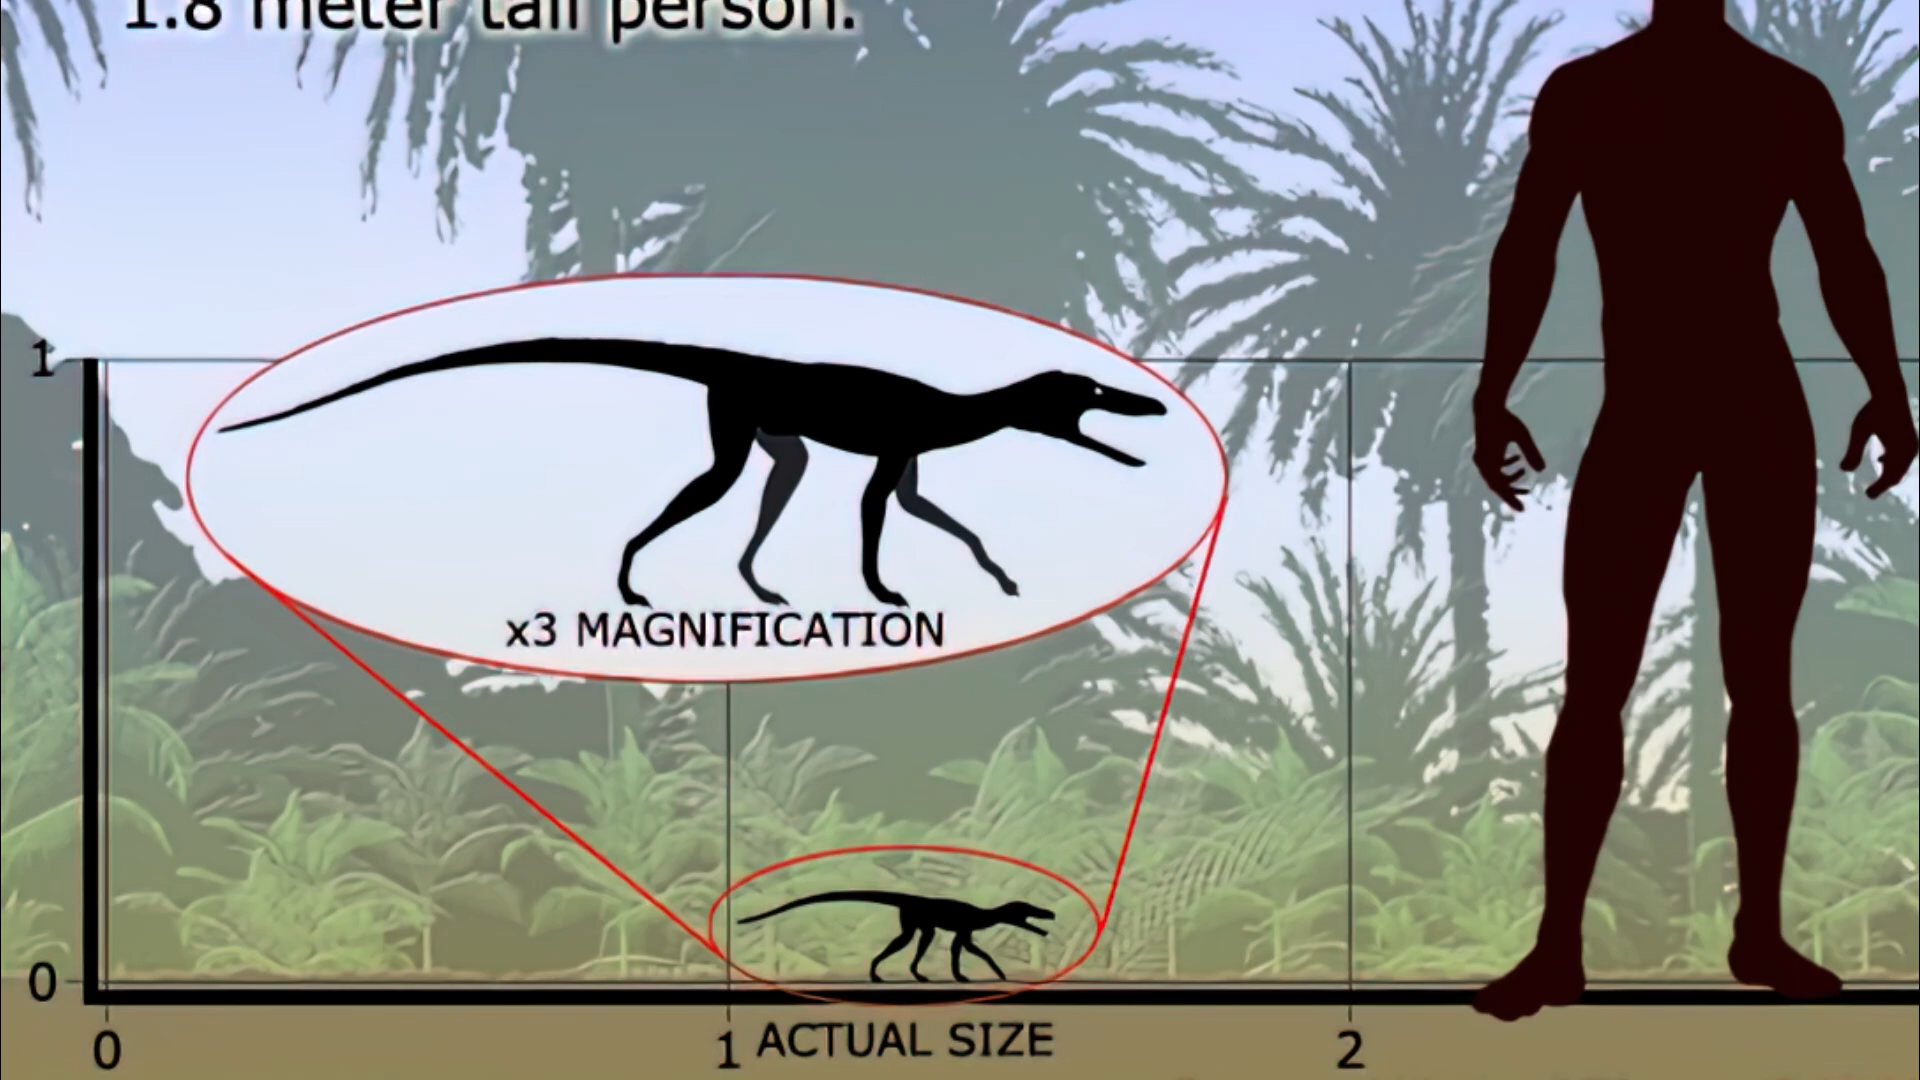 1.8 meter tall person.
1
x3 MAGNIFICATION
0
0 1 ACTUAL SIZE 2